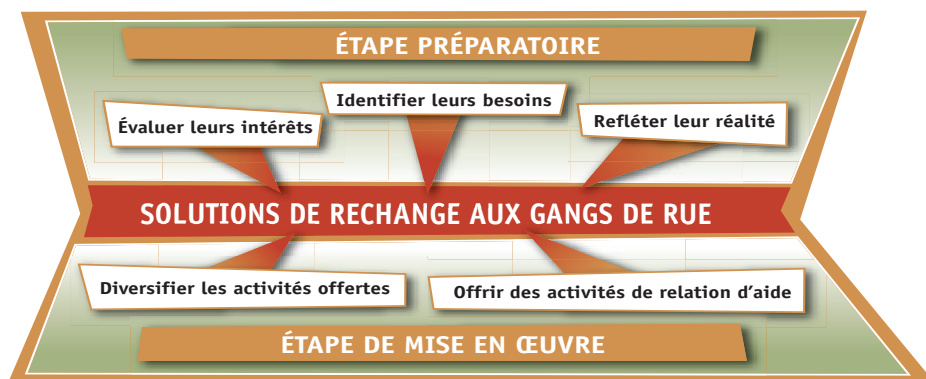 ÉTAPE PRÉPARATOIRE
Identifier leurs besoins
Évaluer leurs intérêts
Refléter leur réalité
SOLUTIONS DE RECHANGE AUX GANGS DE RUE
Diversifier les activités offertes
Offrir des activités de relation d’aide
ÉTAPE DE MISE EN ŒUVRE